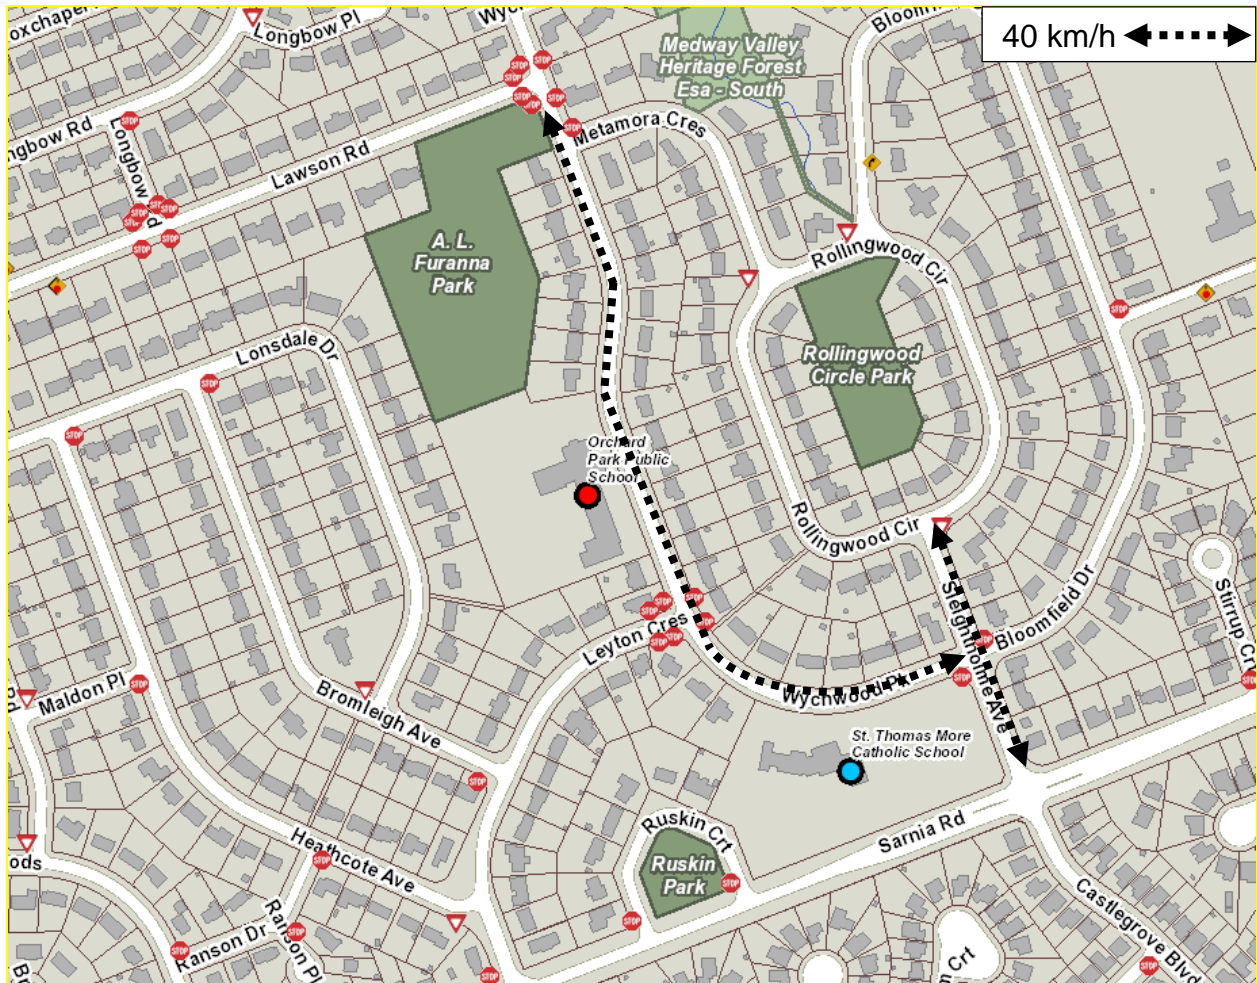 Longbow Pl
40 km/h
Medway Valley
Heritage Forest
Esa - South
Metamora Cres
Lawson Rd
A. L.
Furanna
Park
Rollingwood Cir
Rollingwood
Circle Park
Lonsdale Dr
Orchard
Park Public
School
Rollingwood Cir
Sleightholme Ave
Bloomfield Dr
Stirrup Crt
Leyton Cres
Maldon Pl
Bromleigh Ave
Wychwood Pk
St. Thomas More
Catholic School
Ruskin Crt
Ruskin
Park
Sarnia Rd
Heathcote Ave
Castlegrove Blvd
Ranson Dr
Ranson Pl
STOP